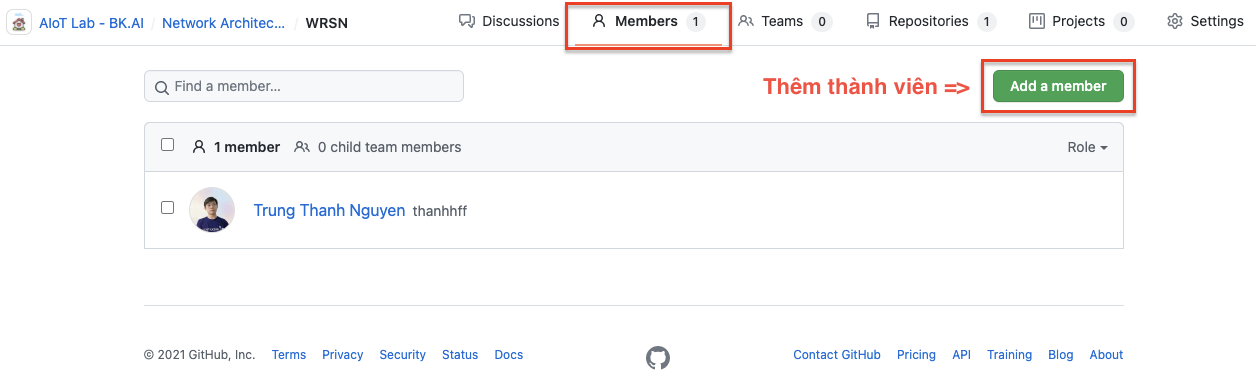 AIoT Lab - BK.AI / Network Architec... / WRSN Discussions Members 1 Teams 0 Repositories 1 Projects 0 Settings
Find a member... Thêm thành viên => Add a member
1 member 0 child team members Role
Trung Thanh Nguyen thanhhff
© 2021 GitHub, Inc. Terms Privacy Security Status Docs Contact GitHub Pricing API Training Blog About